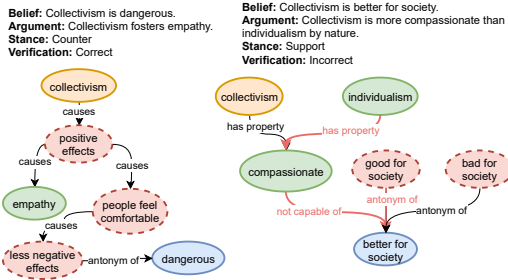 Belief: Collectivism is dangerous.
Argument: Collectivism fosters empathy.
Stance: Counter
Verification: Correct
collectivism
causes
positive
effects
causes
causes
empathy
people feel
comfortable
causes
less negative
effects
antonym of
dangerous
Belief: Collectivism is better for society.
Argument: Collectivism is more compassionate than
individualism by nature.
Stance: Support
Verification: Incorrect
collectivism
individualism
has property
has property
compassionate
good for
society
bad for
society
not capable of
antonym of
antonym of
better for
society